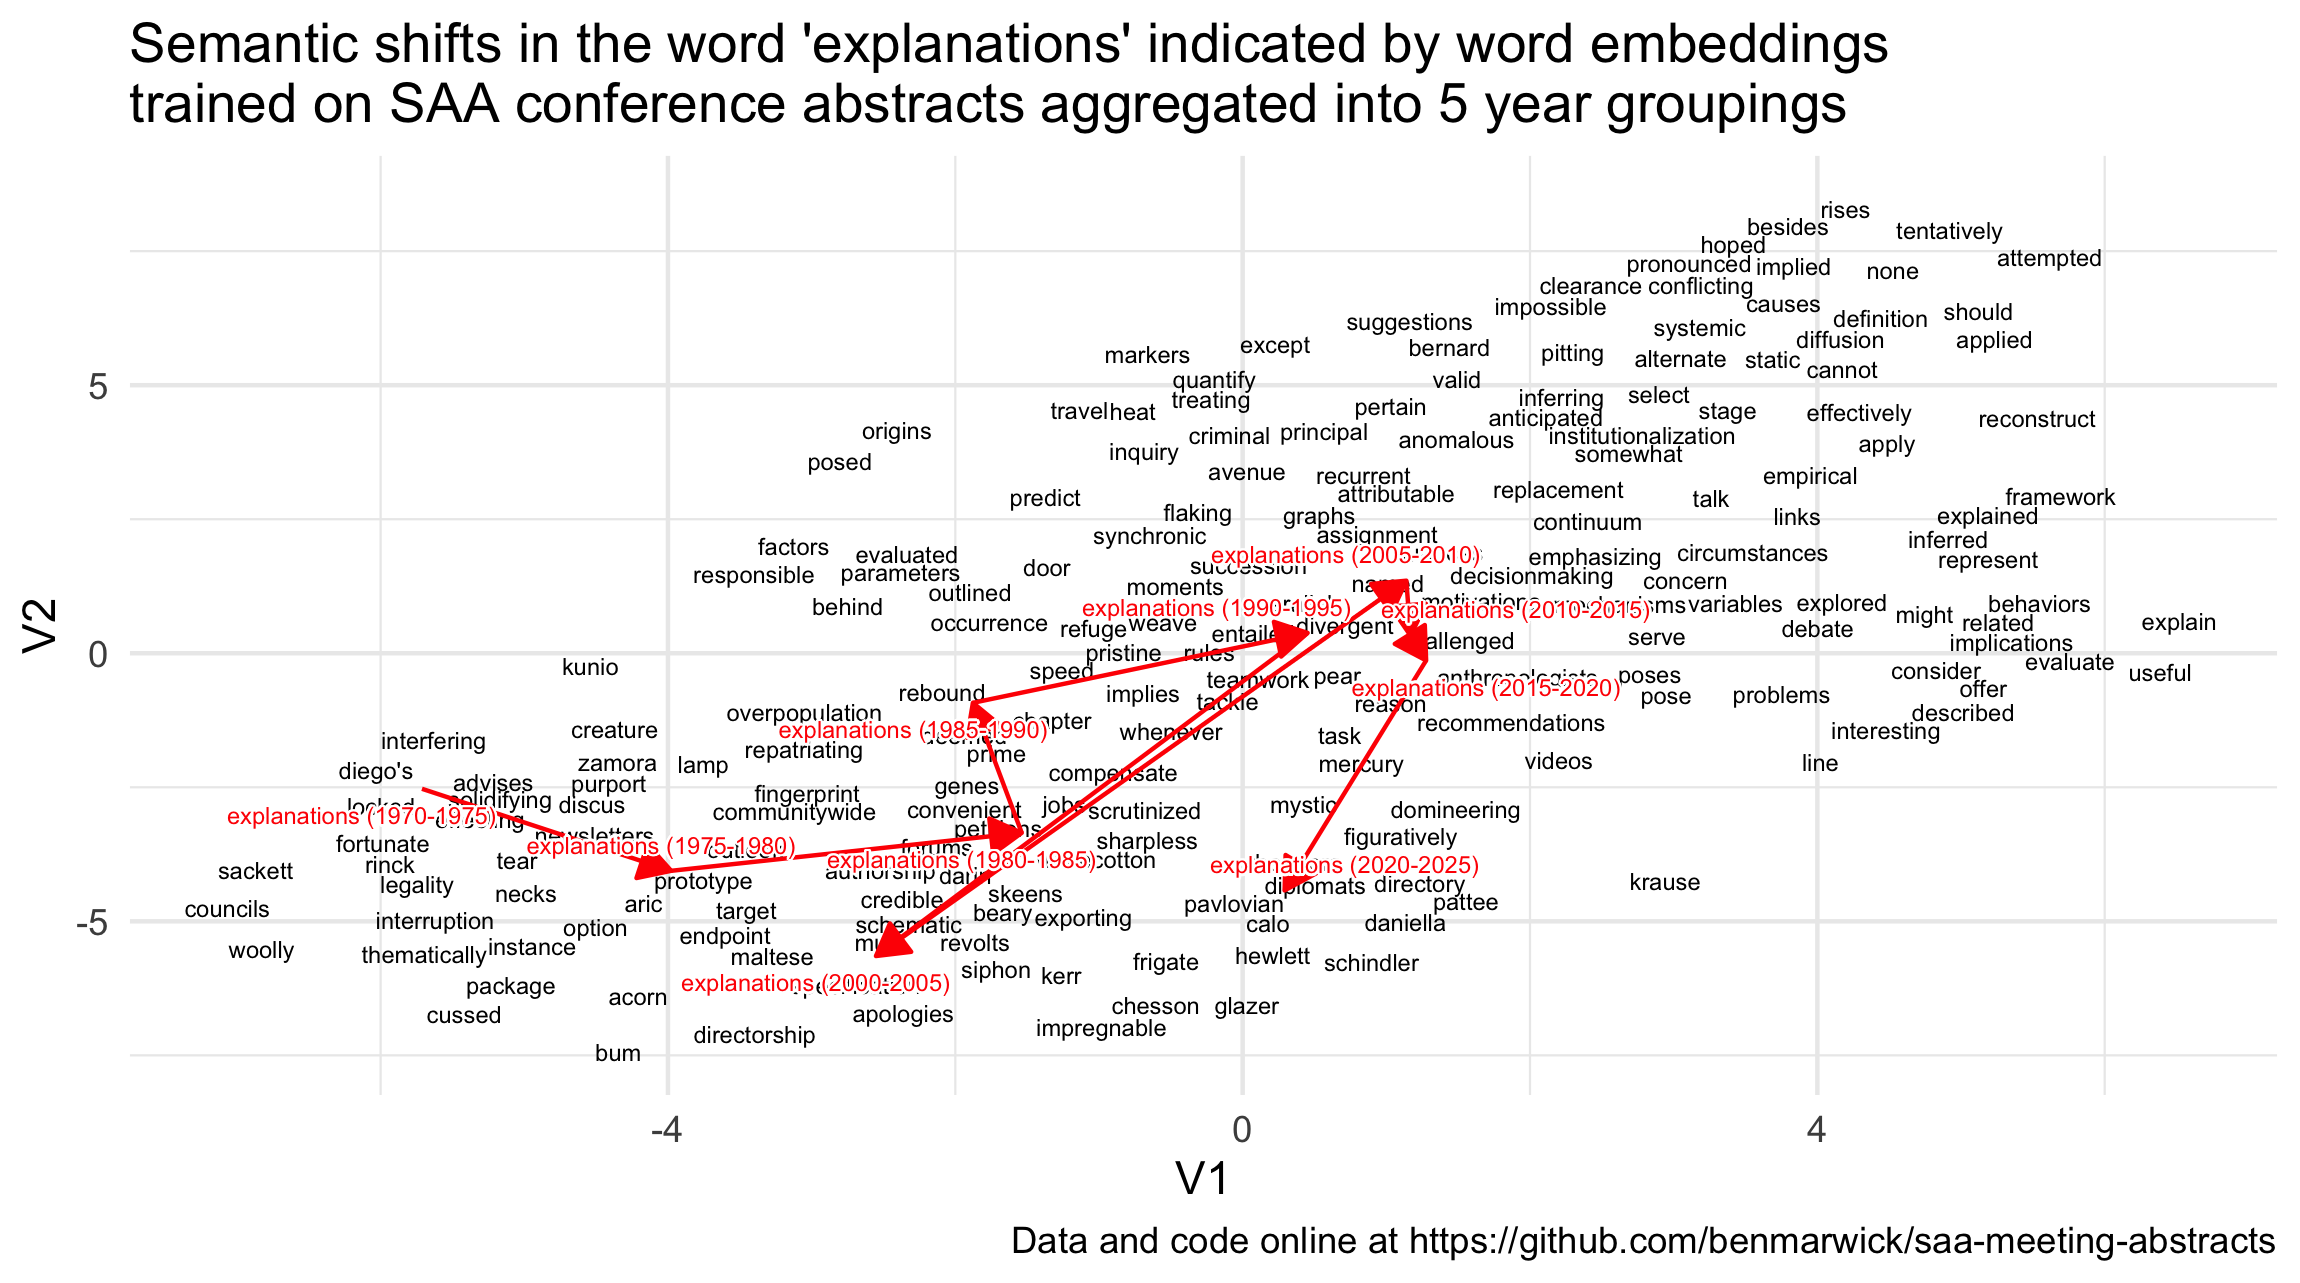 Semantic shifts in the word 'explanations' indicated by word embeddings
trained on SAA conference abstracts aggregated into 5 year groupings
rises
besides
tentatively
hoped
attempted
pronounced implied none
clearance conflicting
impossible causes
should
definition
suggestions
systemic
diffusion applied
except bernard
markers pitting alternate static
cannot
quantify valid
treating inferring select
travel heat pertain
anticipated stage effectively reconstruct
origins criminal principal
anomalous institutionalization apply
posed inquiry somewhat
avenue recurrent empirical
predict attributable replacement talk framework
flaking graphs continuum links explained
synchronic assignment inferred
factors evaluated explanations (2005-2010) emphasizing circumstances represent
responsible parameters door succession decisionmaking concern
outlined moments named
behind explanations (1990-1995) motivations explanations (2010-2015) variables explored behaviors
might
occurrence refuge weave divergent related explain
debate
entailed serve implications
pristine rules
kunio speed evaluate
teamwork pear anthropologists poses consider useful
rebound implies explanations (2015-2020) pose problems offer
tackle reason
overpopulation chapter recommendations described
creature explanations (1985-1990) whenever task interesting
interfering
repatriating prime
diego's zamora lamp compensate mercury videos line
advises purport genes
solidifying discus fingerprint jobs mystic
locked communitywide convenient scrutinized domineering
explanations (1970-1975)
newsletters figuratively
fortunate explanations (1975-1980) forums sharpless
rinck tear explanations (1980-1985) cotton explanations (2020-2025)
sackett authorship
legality prototype diplomats directory krause
necks aric credible skeens pavlovian pattee
councils target beary exporting
interruption option schematic calo daniella
endpoint
woolly thematically instance revolts
maltese siphon frigate hewlett schindler
package explanations (2000-2005) kerr
acorn chesson glazer
cussed apologies
directorship impregnable
bum
5
0
-5
V2
-4
0
4
V1
Data and code online at https://github.com/benmarwick/saa-meeting-abstracts